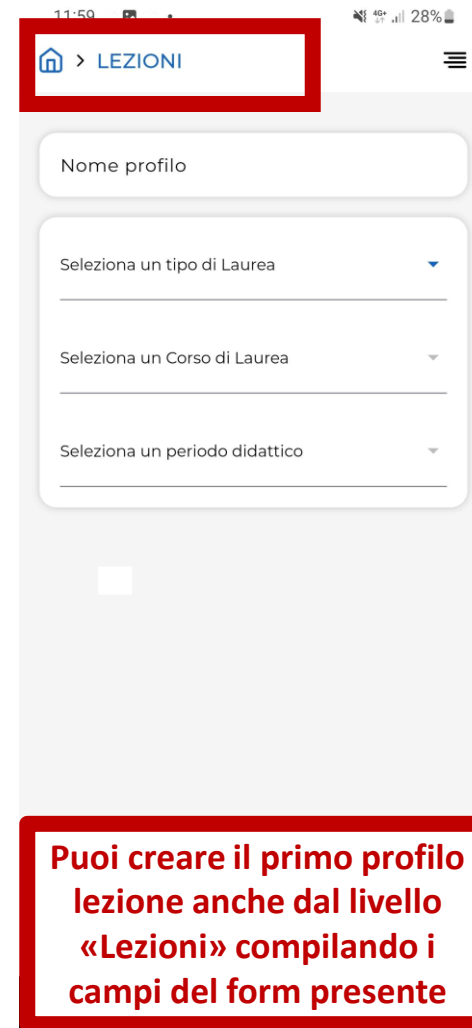 11:59 28%
> LEZIONI
Nome profilo
Seleziona un tipo di Laurea
Seleziona un Corso di Laurea
Seleziona un periodo didattico
Puoi creare il primo profilo
lezione anche dal livello
«Lezioni» compilando i
campi del form presente